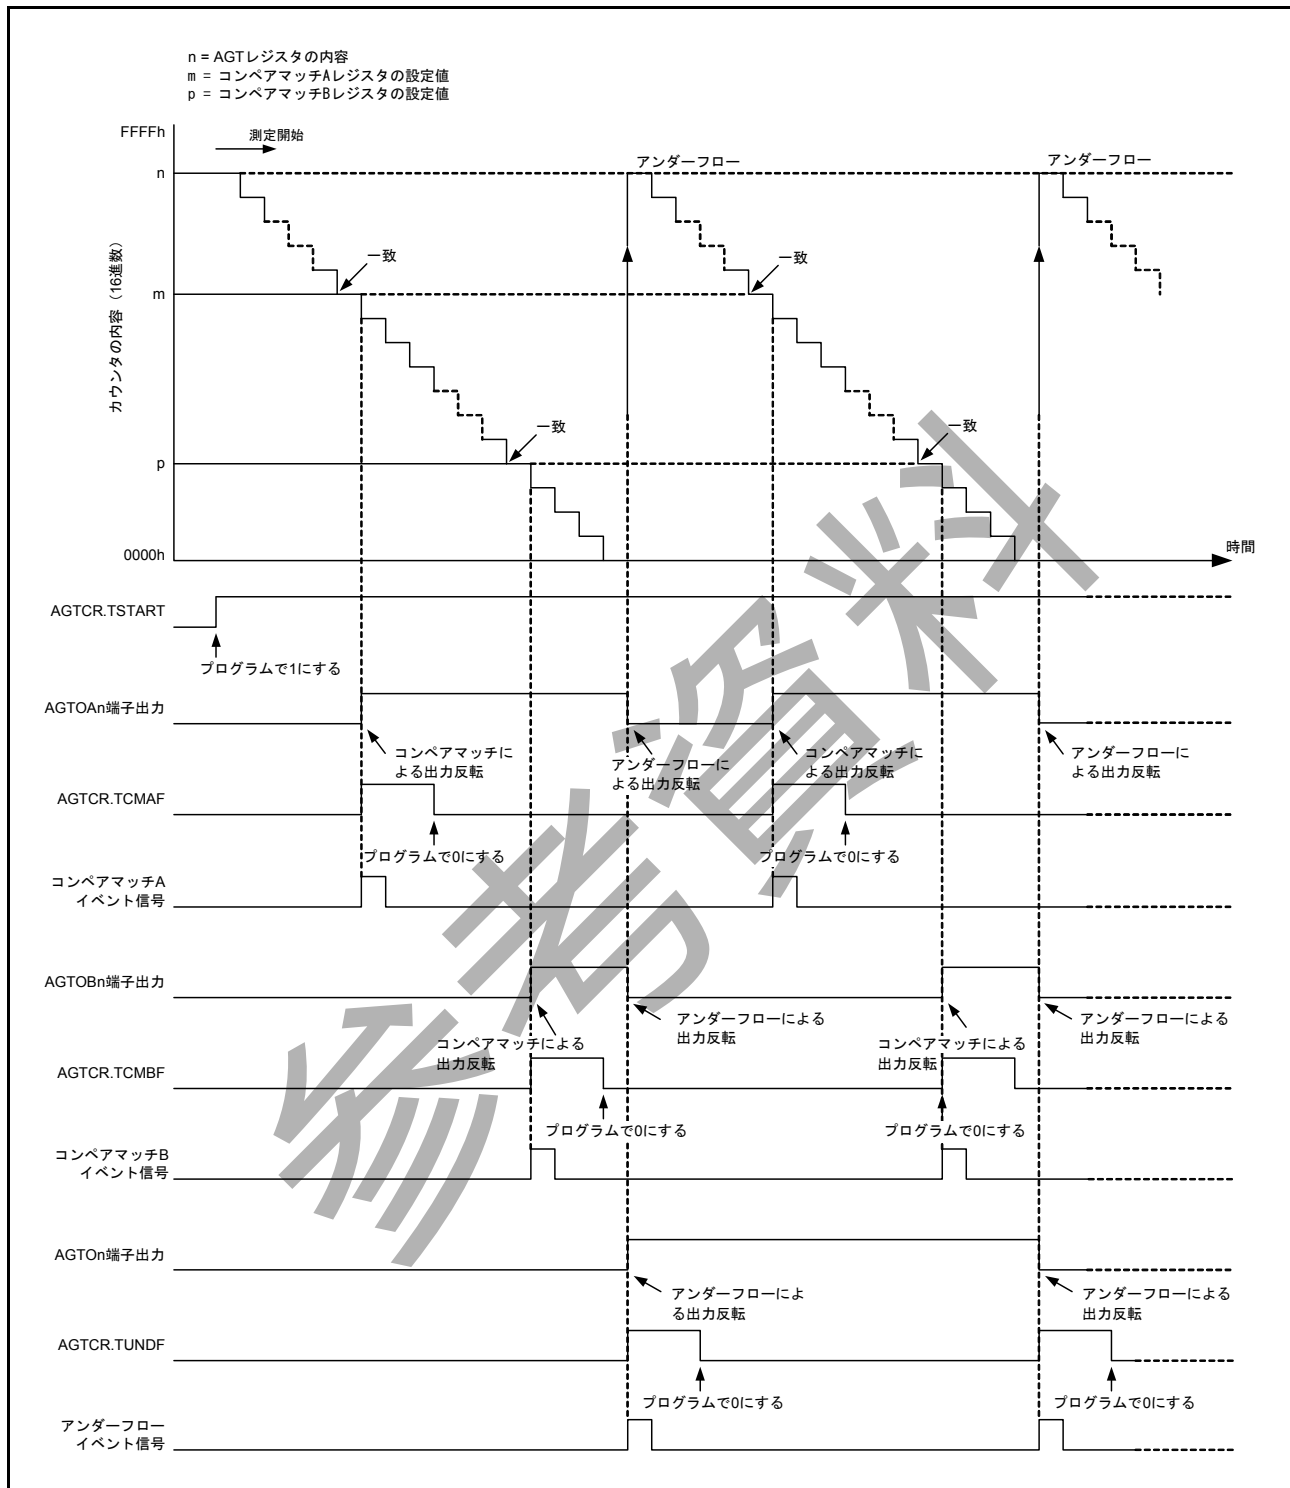 n = AGTレジスタの内容
m = コンペアマッチAレジスタの設定値
p = コンペアマッチBレジスタの設定値
FFFFh
測定開始
アンダーフロー
アンダーフロー
n
一致
一致
m
カウンタの内容（16進数）
一致
一致
p
0000h
時間
AGTCR.TSTART
プログラムで1にする
AGTOAn端子出力
コンペアマッチに
よる出力反転
アンダーフローに
よる出力反転
コンペアマッチに
よる出力反転
アンダーフローに
よる出力反転
AGTCR.TCMAF
プログラムで0にする
プログラムで0にする
コンペアマッチA
イベント信号
AGTOBn端子出力
コンペアマッチによる
出力反転
アンダーフローによる
出力反転
コンペアマッチによる
出力反転
アンダーフローによる
出力反転
AGTCR.TCMBF
プログラムで0にする
プログラムで0にする
コンペアマッチB
イベント信号
AGTOn端子出力
アンダーフローによ
る出力反転
アンダーフローによる
出力反転
AGTCR.TUNDF
プログラムで0にする
プログラムで0にする
アンダーフロー
イベント信号
参考資料